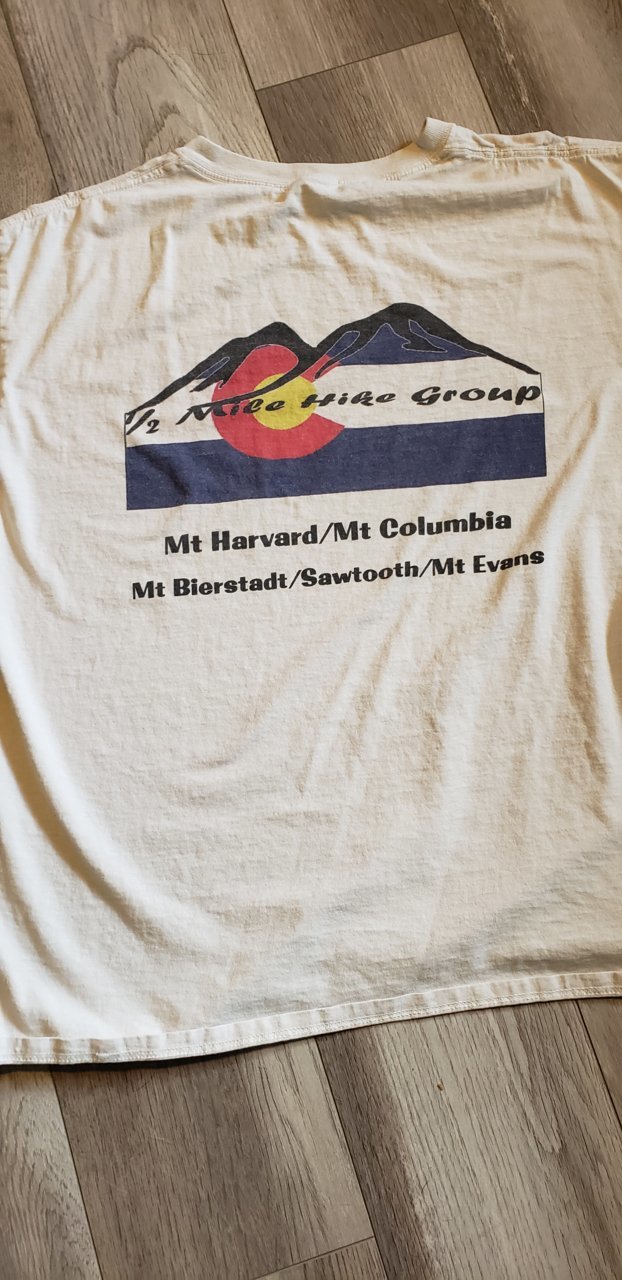 1/2 Mile Hike Group
Mt Harvard/Mt Columbia
Mt Bierstadt/Sawtooth/Mt Evans